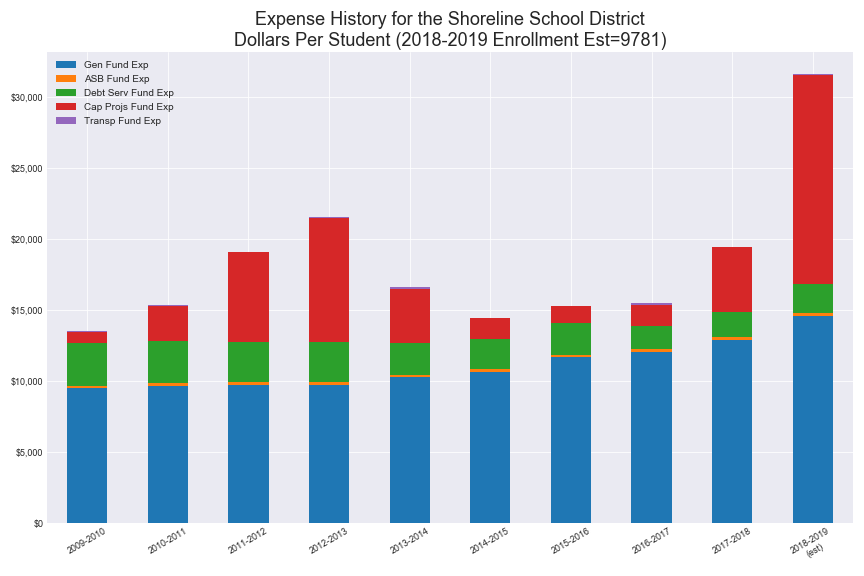 Expense History for the Shoreline School District
Dollars Per Student (2018-2019 Enrollment Est=9781)
Gen Fund Exp
ASB Fund Exp
Debt Serv Fund Exp
Cap Projs Fund Exp
Transp Fund Exp
$30,000
$25,000
$20,000
$15,000
$10,000
$5,000
$0
2009-2010
2010-2011
2011-2012
2012-2013
2013-2014
2014-2015
2015-2016
2016-2017
2017-2018
2018-2019
(est)